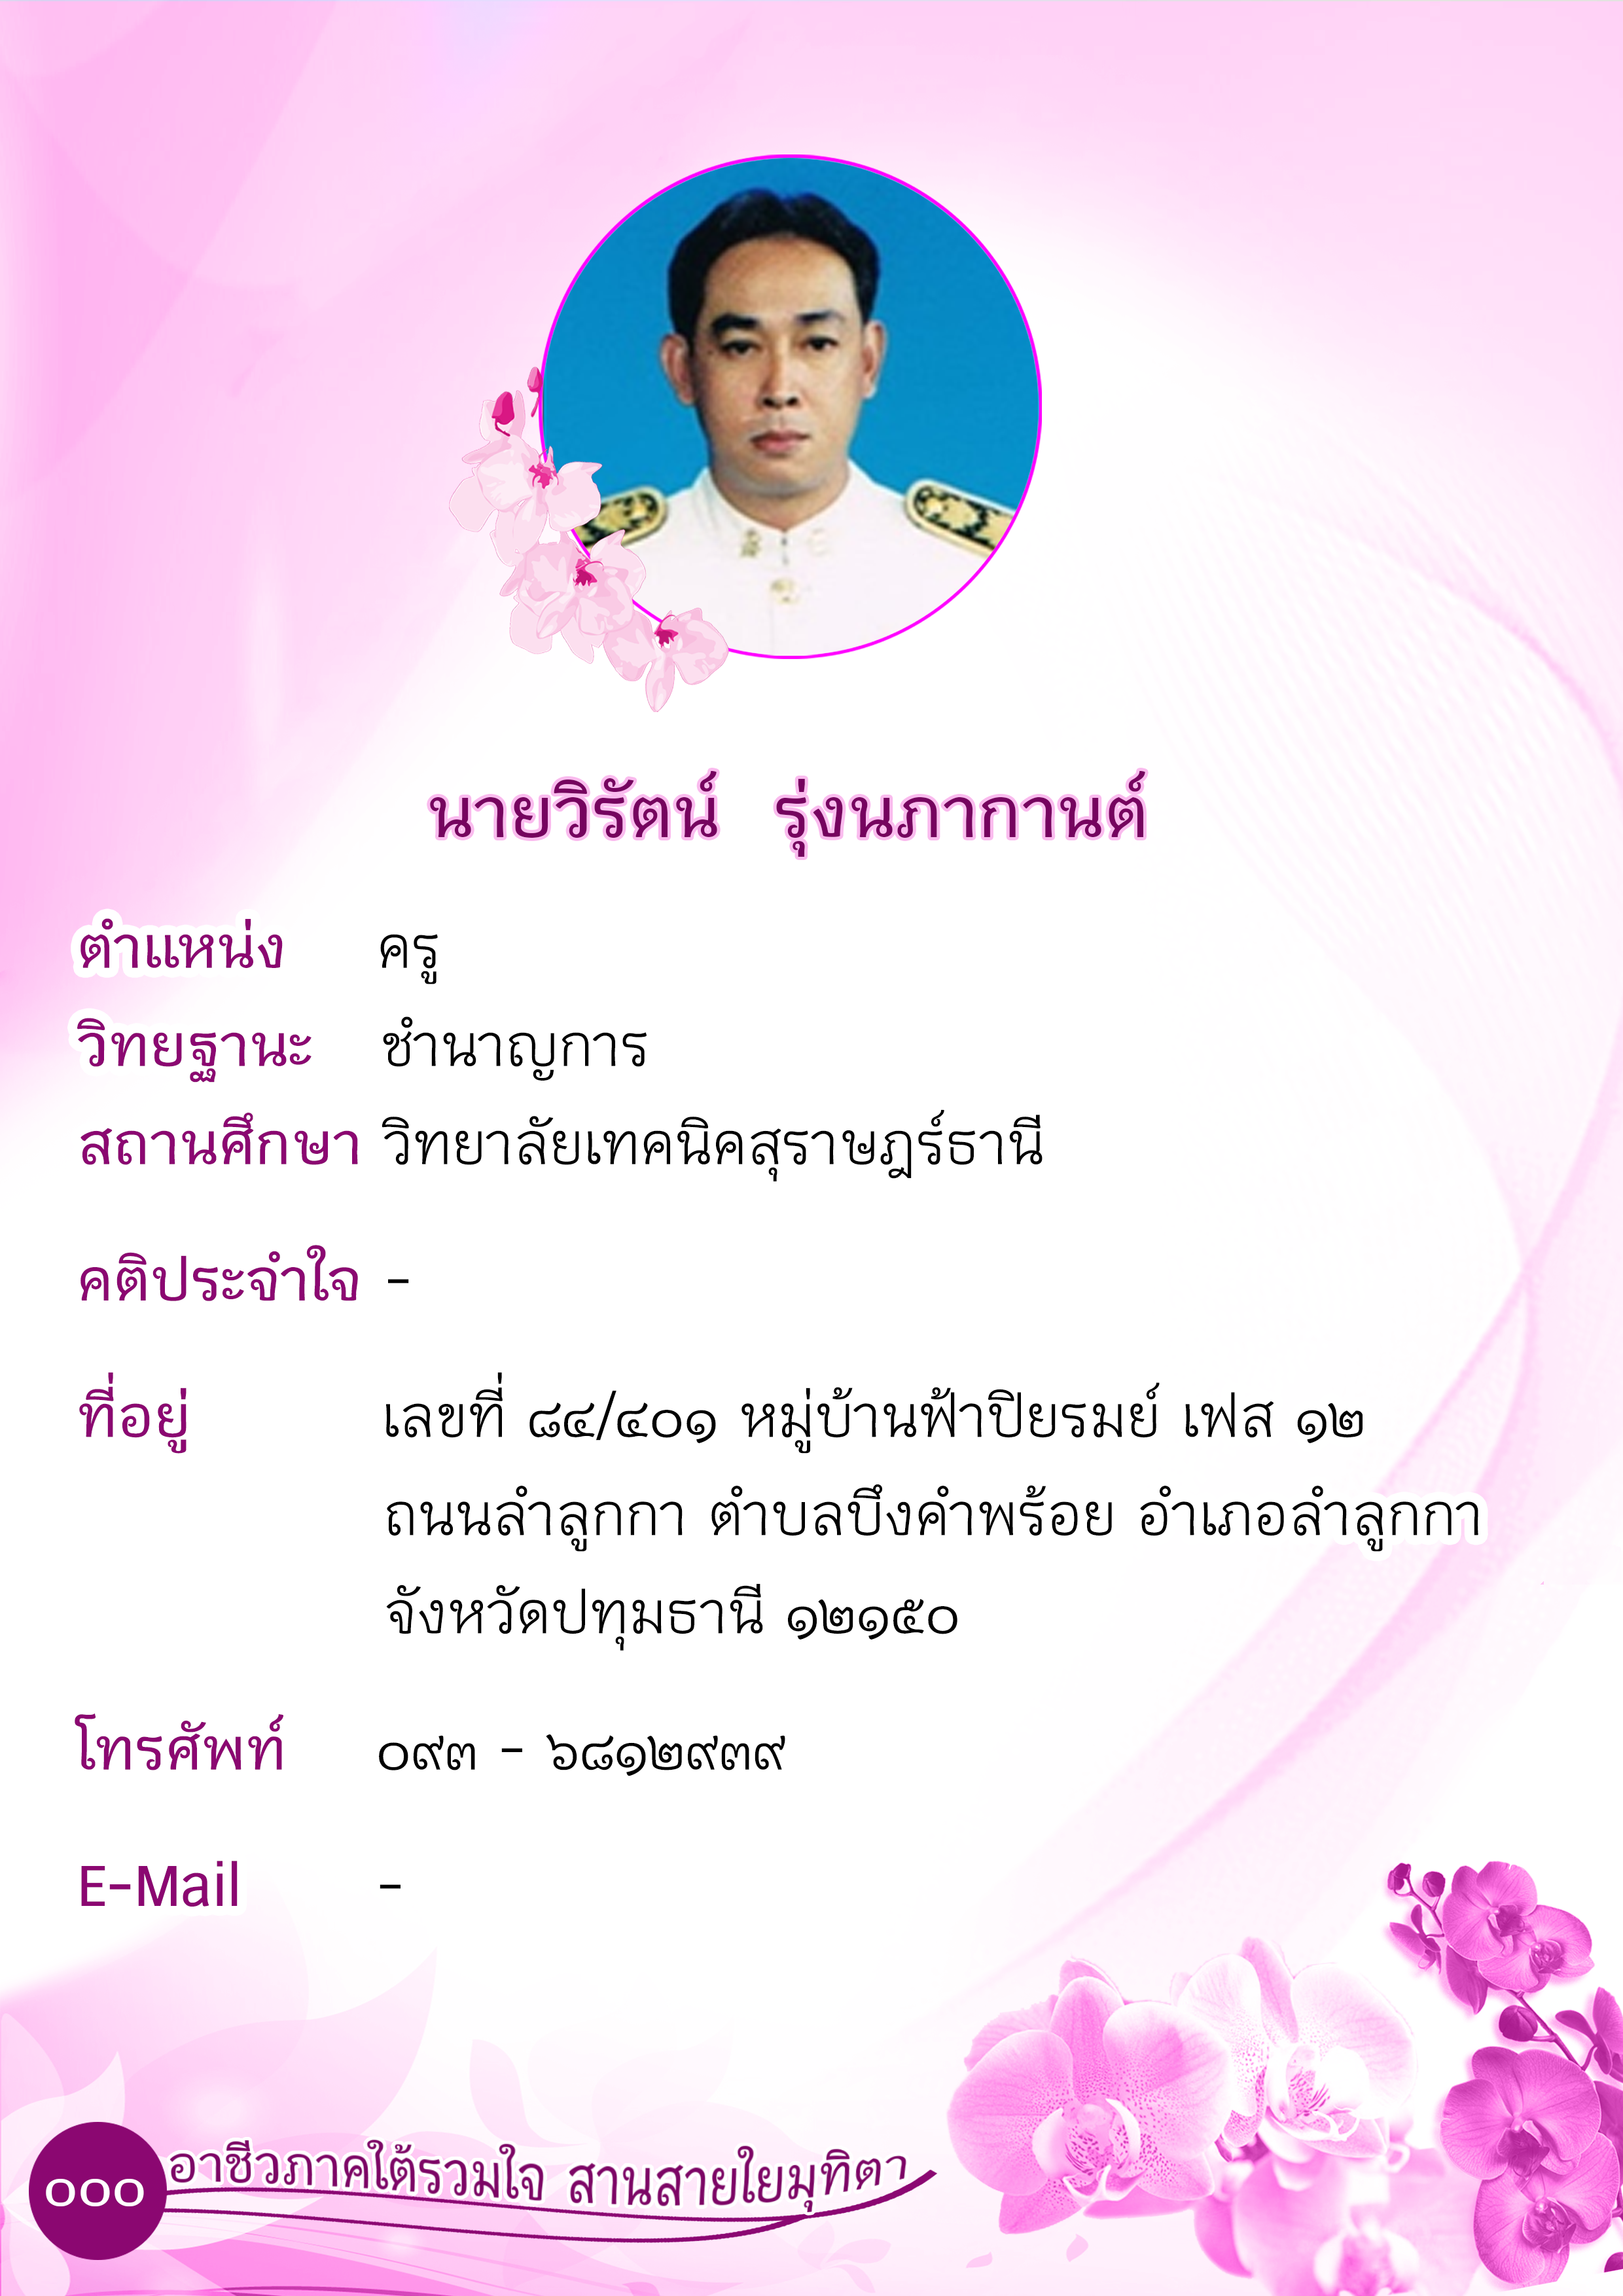 นายวิรัตน์ รุ่งนภากานต์
ตำแหน่ง ครู
วิทยฐานะ ชำนาญการ
สถานศึกษา วิทยาลัยเทคนิคสุราษฎร์ธานี
คติประจำใจ -
ที่อยู่ เลขที่ ๘๔/๔๐๑ หมู่บ้านฟ้าปิยรมย์ เฟส ๑๒
ถนนลำลูกกา ตำบลบึงคำพร้อย อำเภอลำลูกกา
จังหวัดปทุมธานี ๑๒๑๕๐
โทรศัพท์ ๐๙๓ - ๖๘๑๒๙๓๙
E-Mail -
๐๐๐ อาชีวภาคใต้รวมใจ สานสายใยมุทิตา